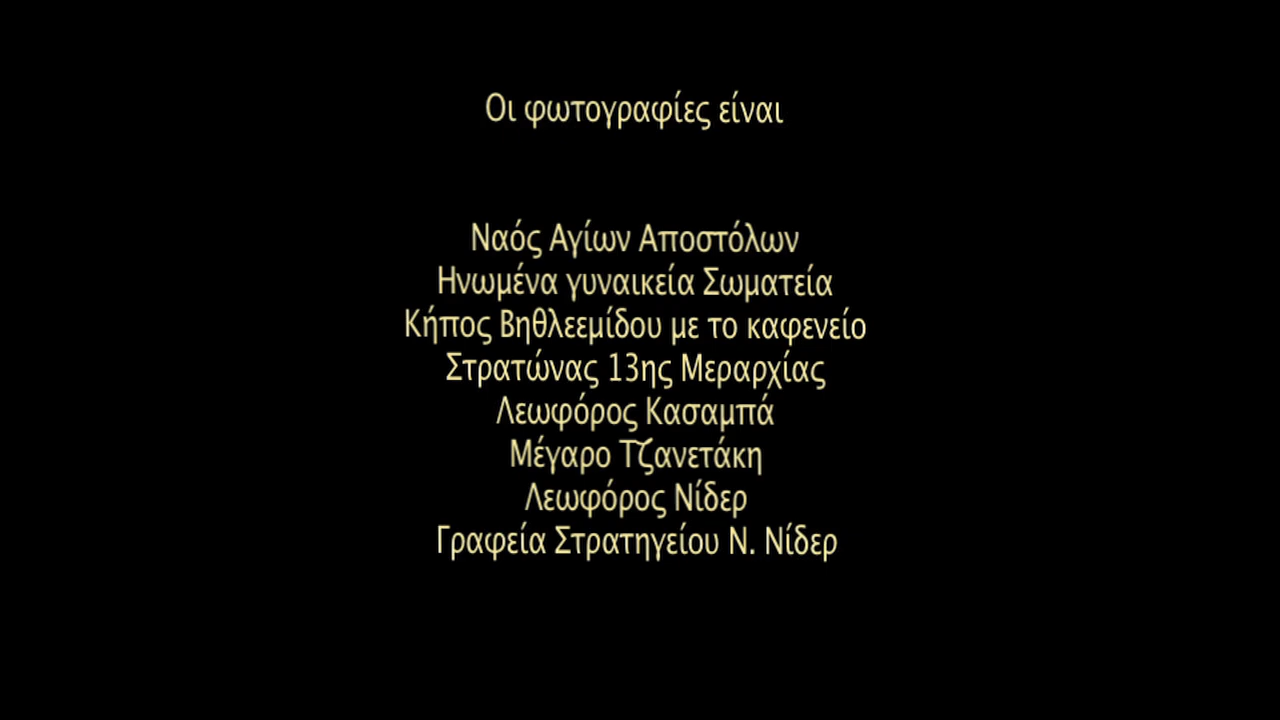 Οι φωτογραφίες είναι
Ναός Αγίων Αποστόλων
Ηνωμένα γυναικεία Σωματεία
Κήπος Βηθλεεμίδου με το καφενείο
Στρατώνας 13ης Μεραρχίας
Λεωφόρος Κασαμπά
Μέγαρο Τζανετάκη
Λεωφόρος Νίδερ
Γραφεία Στρατηγείου Ν. Νίδερ